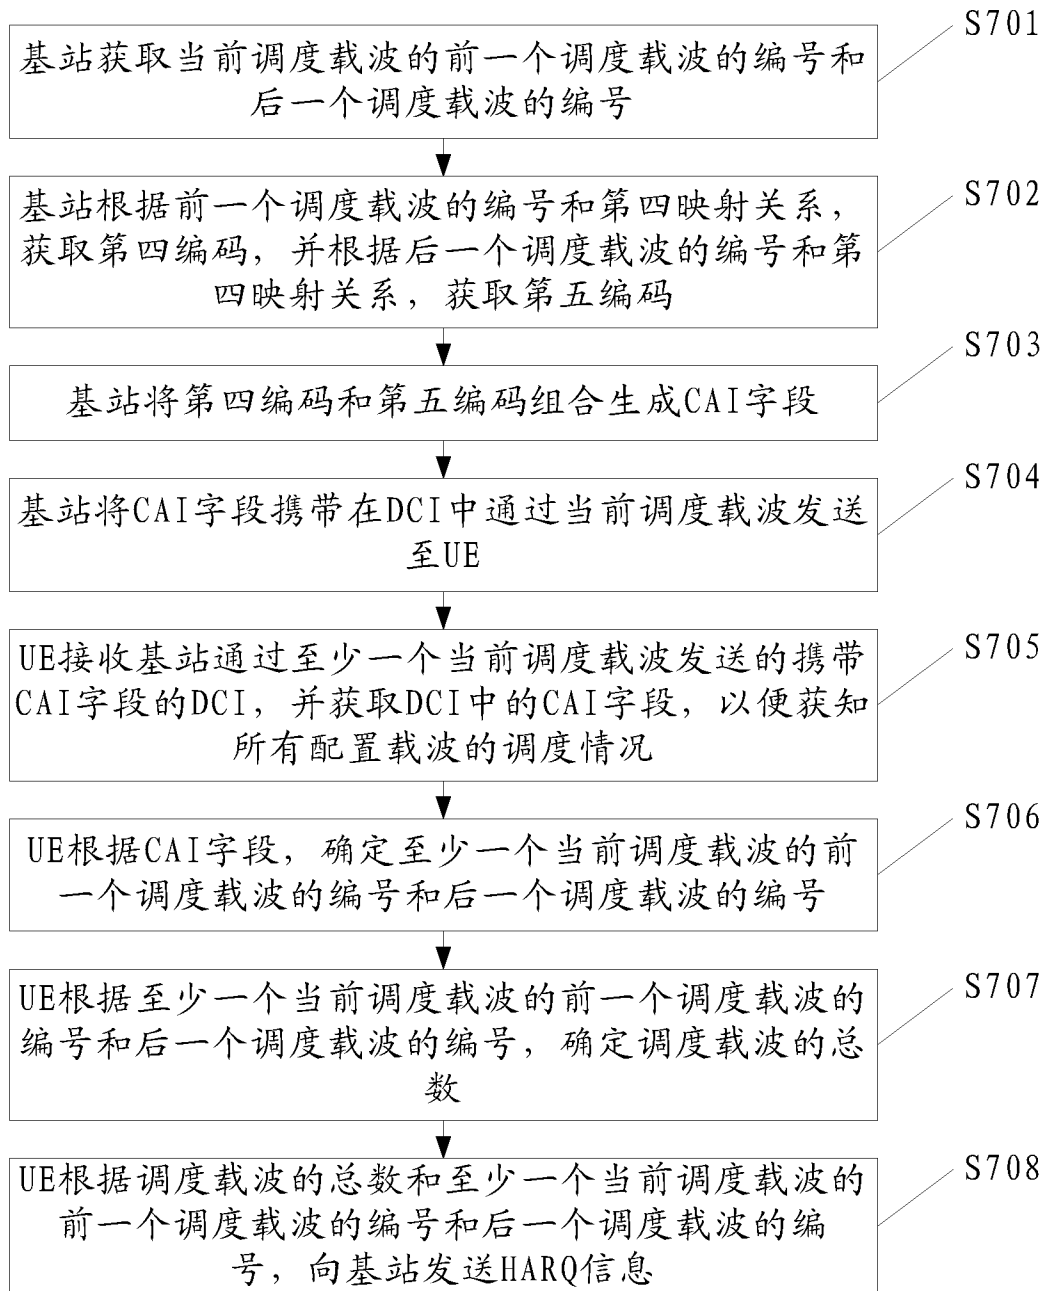 S701
基站获取当前调度载波的前一个调度载波的编号和
后一个调度载波的编号
S702
基站根据前一个调度载波的编号和第四映射关系，
获取第四编码，并根据后一个调度载波的编号和第
四映射关系，获取第五编码
S703
基站将第四编码和第五编码组合生成CAI字段
S704
基站将CAI字段携带在DCI中通过当前调度载波发送
至UE
S705
UE接收基站通过至少一个当前调度载波发送的携带
CAI字段的DCI，并获取DCI中的CAI字段，以便获知
所有配置载波的调度情况
S706
UE根据CAI字段，确定至少一个当前调度载波的前
一个调度载波的编号和后一个调度载波的编号
S707
UE根据至少一个当前调度载波的前一个调度载波的
编号和后一个调度载波的编号，确定调度载波的总
数
S708
UE根据调度载波的总数和至少一个当前调度载波的
前一个调度载波的编号和后一个调度载波的编
号，向基站发送HARQ信息